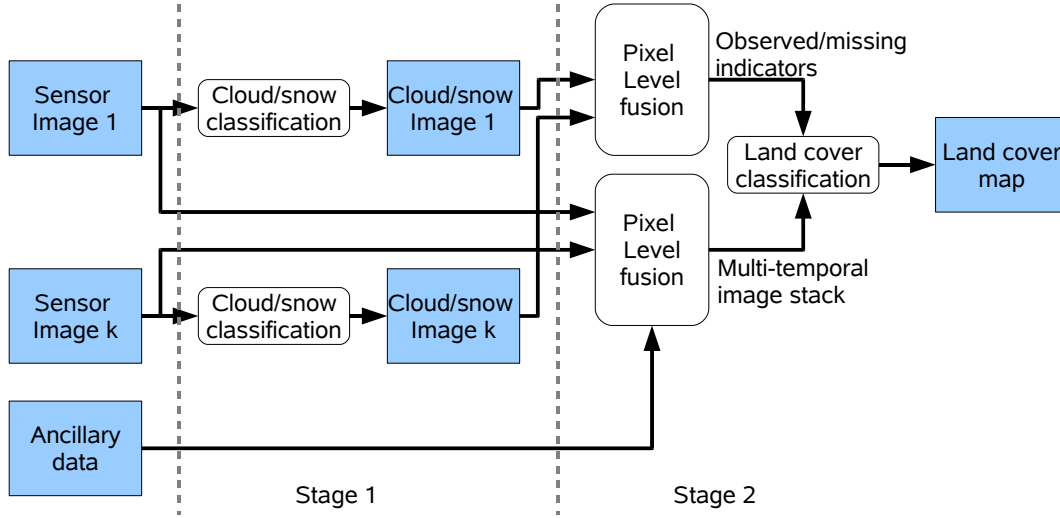 Sensor
Image 1
Cloud/snow
classification
Cloud/snow
Image 1
Pixel
Level
fusion
Observed/missing
indicators
Land cover
classification
Land cover
map
Pixel
Level
fusion
Multi-temporal
image stack
Sensor
Image k
Cloud/snow
classification
Cloud/snow
Image k
Ancillary
data
Stage 1
Stage 2